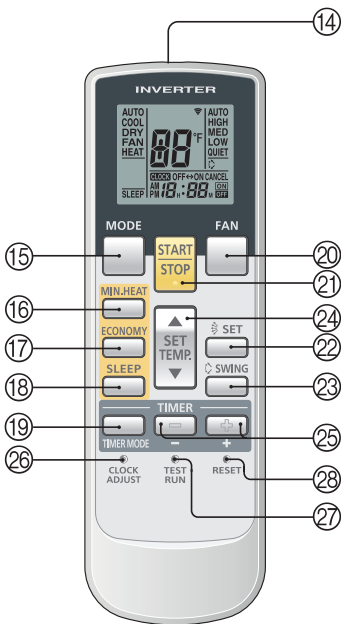 ⑭
INVERTER
AUTO
COOL
DRY
FAN
HEAT
SLEEP
88°F
AUTO
HIGH
MED
LOW
QUIET
CLOCK OFF↔ON CANCEL
AM
PM 18H:88M ON
OFF
MODE
START
STOP
FAN
⑮
⑳
㉑
MIN.HEAT
⑯
㉔
ECONOMY
⑰
SET
TEMP.
SET
㉒
SLEEP
⑱
SWING
㉓
TIMER
⑲
TIMER MODE
−
+
㉕
㉖
CLOCK
ADJUST
TEST
RUN
RESET
㉘
㉗